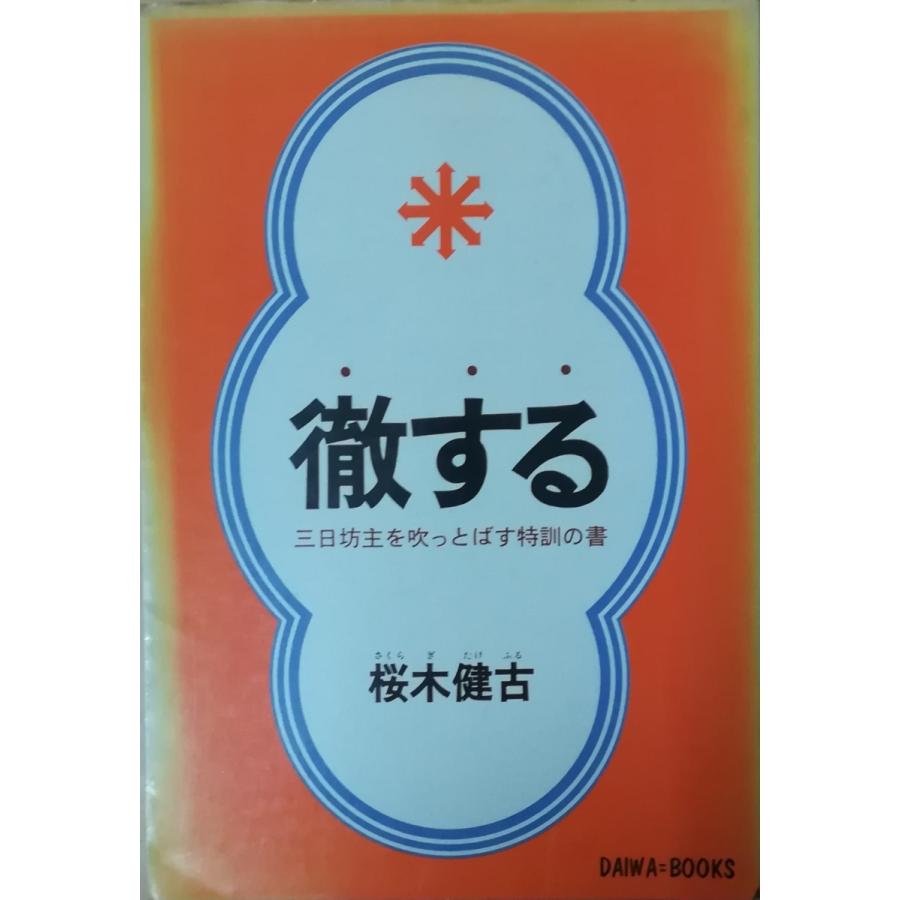 徹する
三日坊主を吹っとばす特訓の書
さくら ぎ たけ ふる
桜木健古
DAIWA=BOOKS